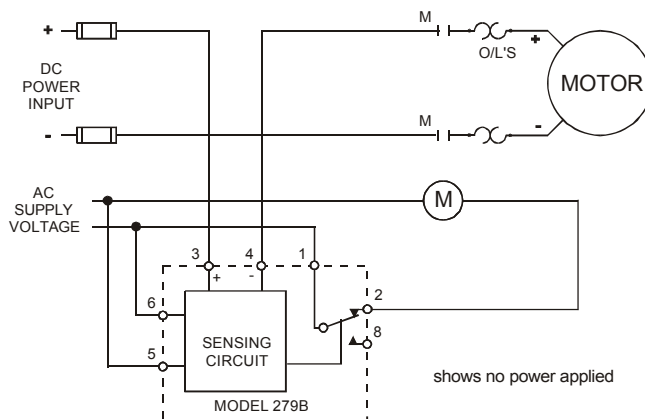 M
+
O/L'S
+
DC
POWER
INPUT
MOTOR
-
M
-
AC
SUPPLY
VOLTAGE
M
3
4
1
+
-
2
6
8
SENSING
CIRCUIT
5
shows no power applied
MODEL 279B